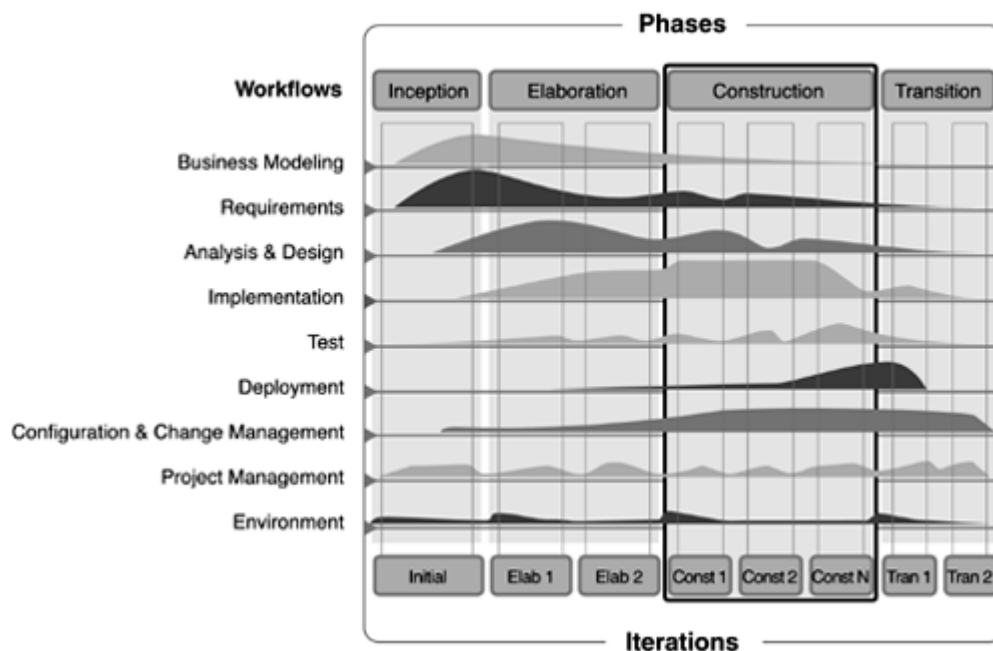 Phases
Workflows
Inception
Elaboration
Construction
Transition
Business Modeling
Requirements
Analysis & Design
Implementation
Test
Deployment
Configuration & Change Management
Project Management
Environment
Initial
Elab 1
Elab 2
Const 1
Const 2
Const N
Tran 1
Tran 2
Iterations